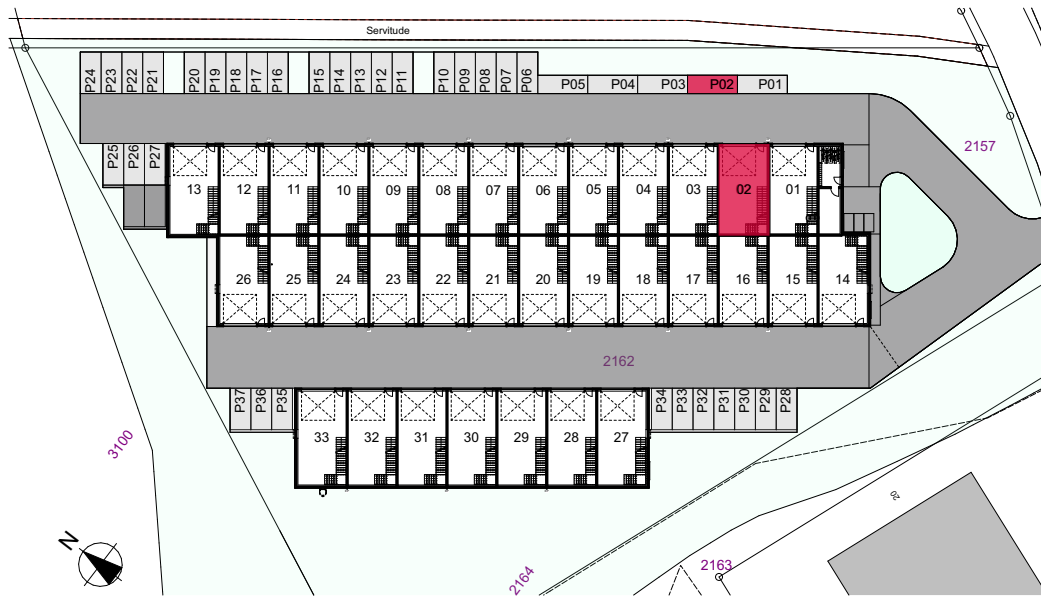 Servitude
P24
P23
P22
P21
P20
P19
P18
P17
P16
P15
P14
P13
P12
P11
P10
P09
P08
P07
P06
P05
P04
P03
P02
P01
P25
P26
P27
2157
13
12
11
10
09
08
07
06
05
04
03
02
01
26
25
24
23
22
21
20
19
18
17
16
15
14
2162
P37
P36
P35
P34
P33
P32
P31
P30
P29
P28
33
32
31
30
29
28
27
3100
20
N
2164
2163